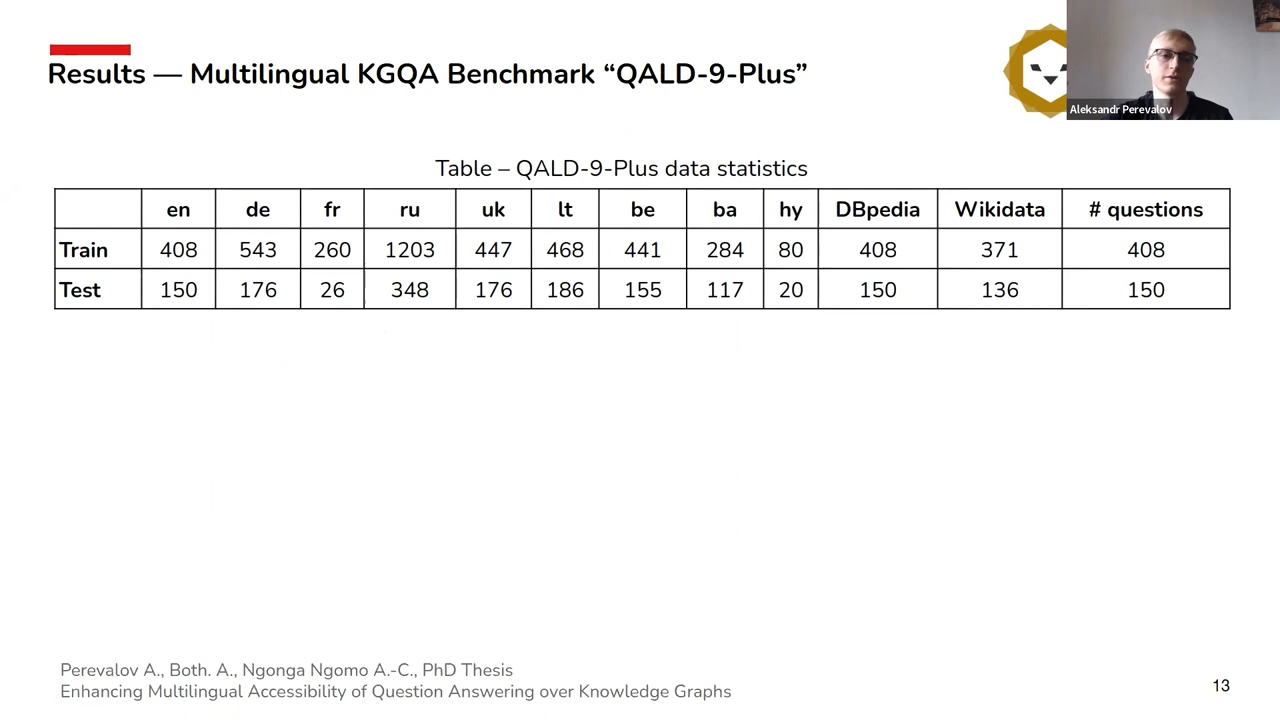 Results — Multilingual KGQA Benchmark “QALD-9-Plus”
Aleksandr Perevalov
Table – QALD-9-Plus data statistics
en de fr ru uk lt be ba hy DBpedia Wikidata # questions
Train 408 543 260 1203 447 468 441 284 80 408 371 408
Test 150 176 26 348 176 186 155 117 20 150 136 150
Perevalov A., Both. A., Ngonga Ngomo A.-C., PhD Thesis
Enhancing Multilingual Accessibility of Question Answering over Knowledge Graphs
13